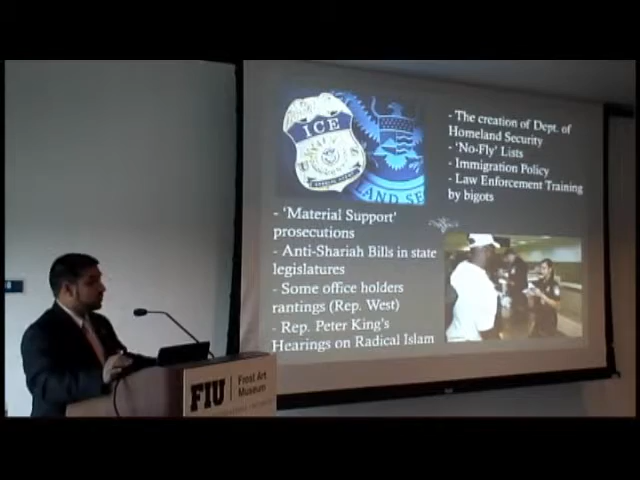 ICE
LAND SE
- The creation of Dept. of
Homeland Security
- 'No-Fly' Lists
- Immigration Policy
- Law Enforcement Training
by bigots
- 'Material Support'
prosecutions
- Anti-Shariah Bills in state
legislatures
- Some office holders
rantings (Rep. West)
- Rep. Peter King's
Hearings on Radical Islam
FIU Frost Art
Museum